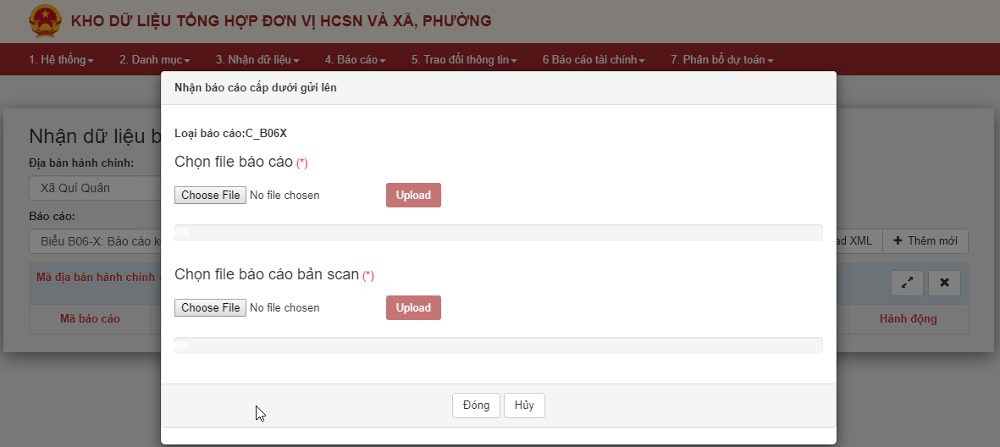 KHO DỮ LIỆU TỔNG HỢP ĐƠN VỊ HCSN VÀ XÃ, PHƯỜNG
1. Hệ thống 2. Danh mục 3. Nhận dữ liệu 4. Báo cáo 5. Trao đổi thông tin 6 Báo cáo tài chính 7. Phân bổ dự toán
Nhận báo cáo cấp dưới gửi lên
Loại báo cáo:C_B06X
Chọn file báo cáo (*)
Choose File No file chosen Upload
0%
Chọn file báo cáo bản scan (*)
Choose File No file chosen Upload
0%
Đóng Hủy
Nhận dữ liệu b
Địa bàn hành chính:
Xã Quí Quân
Báo cáo:
Biểu B06-X: Báo cáo k ad XML Thêm mới
Mã địa bàn hành chính
Mã báo cáo Hành động